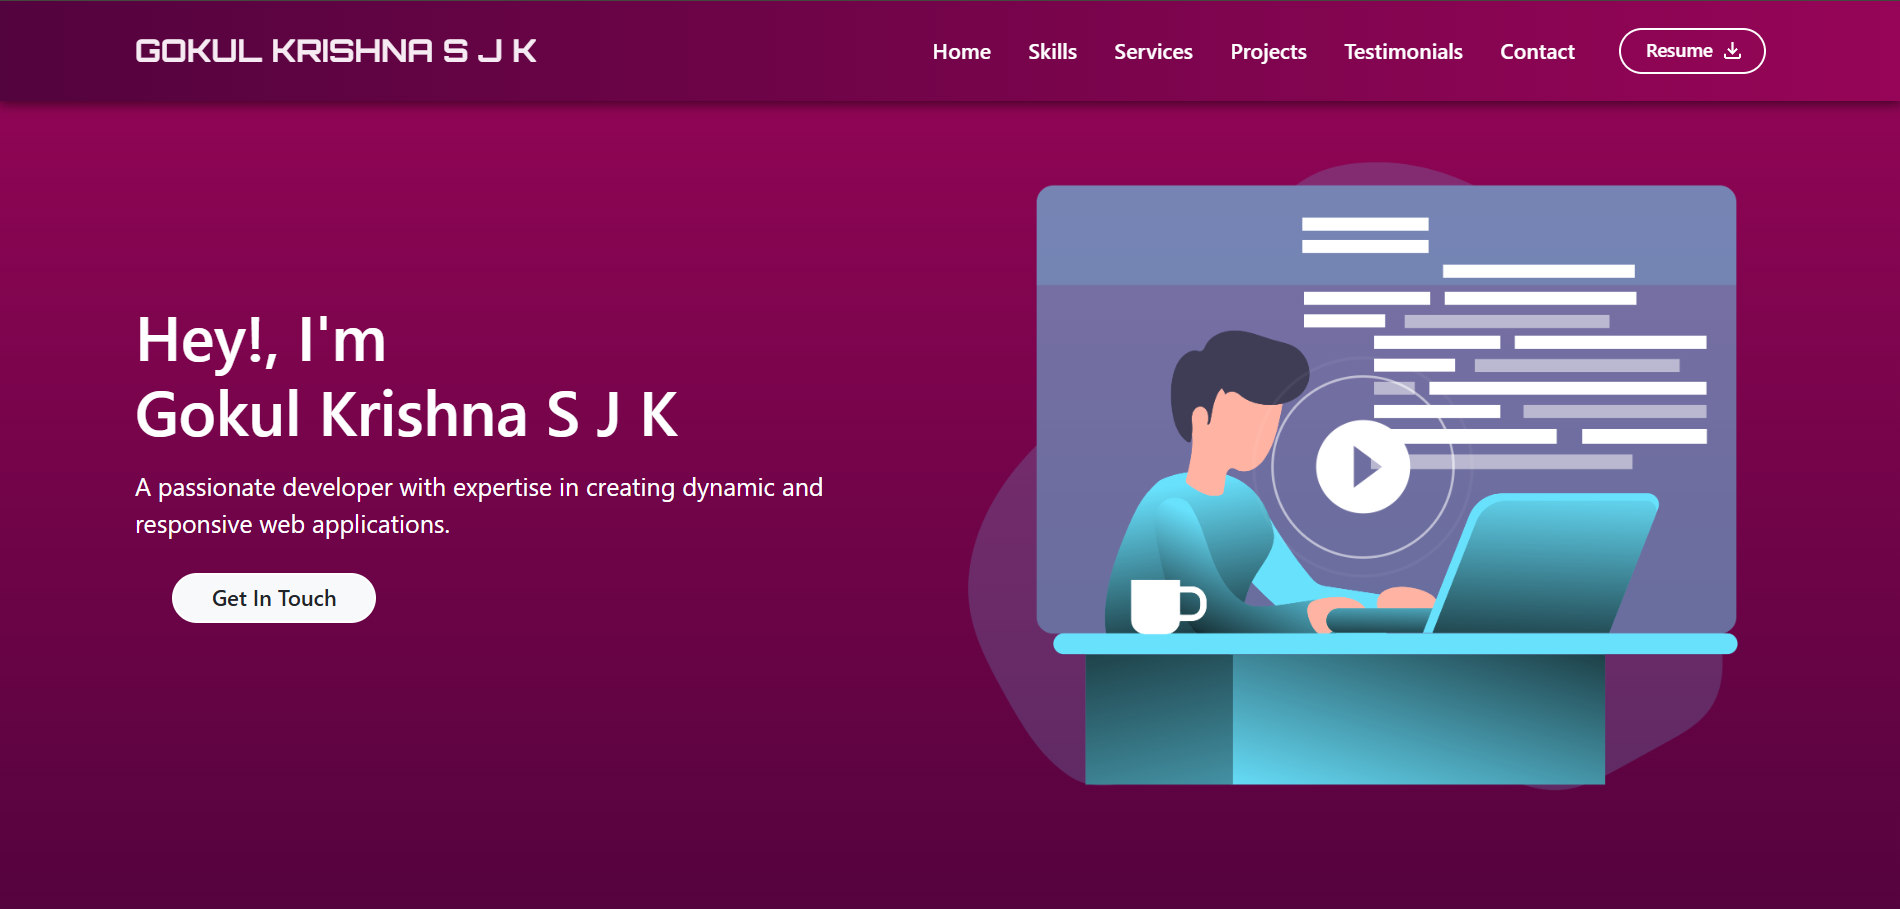 GOKUL KRISHNA S J K
Home Skills Services Projects Testimonials Contact Resume
Hey!, I'm
Gokul Krishna S J K
A passionate developer with expertise in creating dynamic and
responsive web applications.
Get In Touch